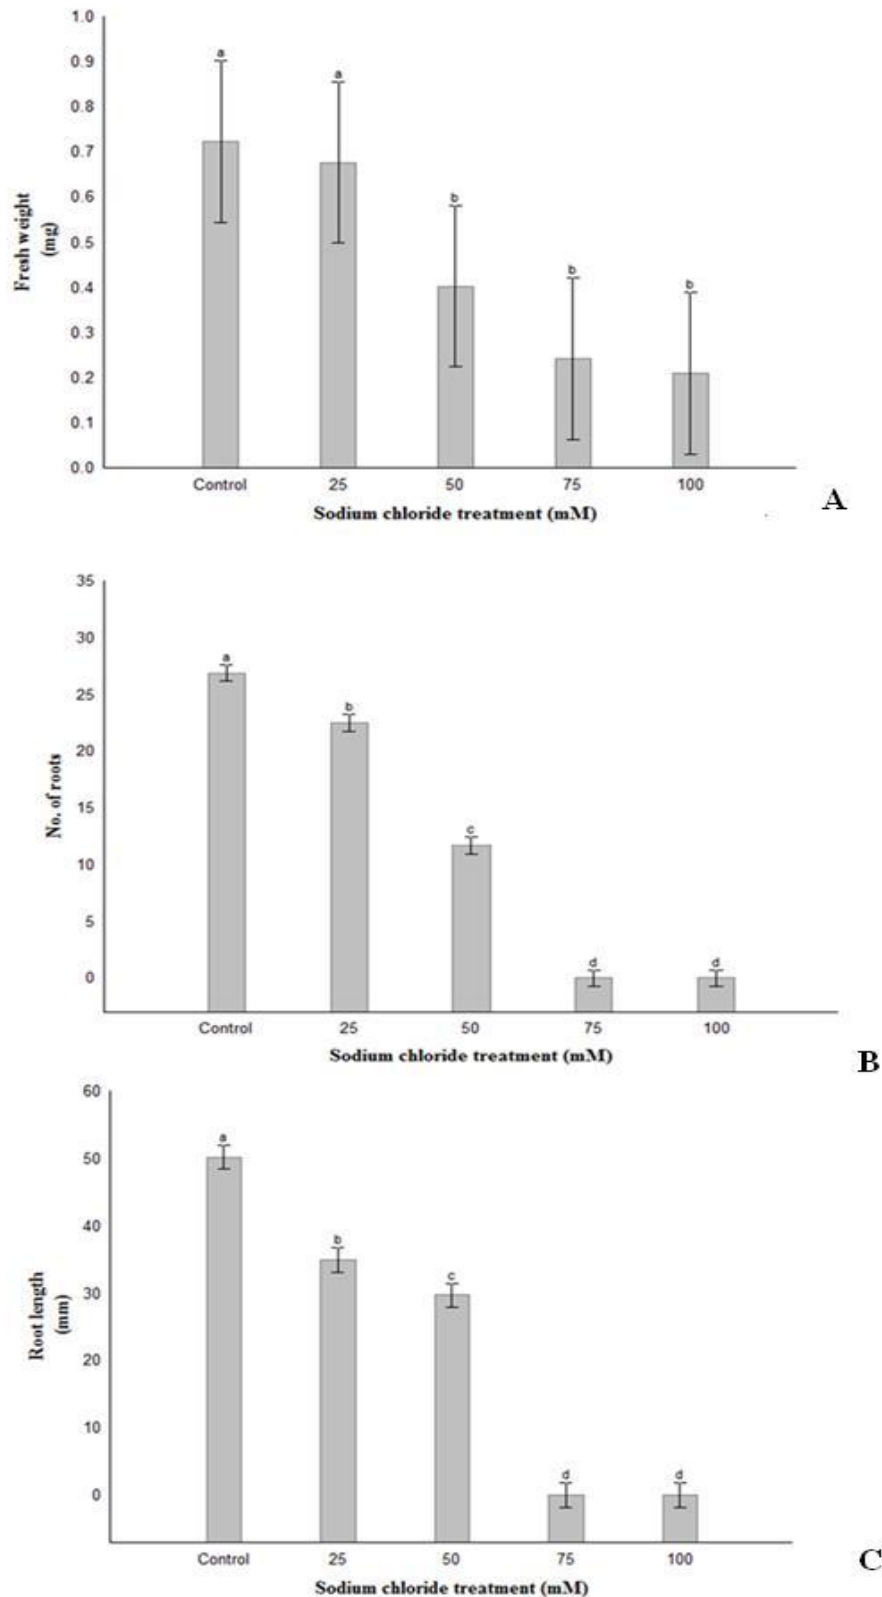 1.0
0.9
0.8
0.7
0.6
0.5
0.4
0.3
0.2
0.1
0.0
Fresh weight
(mg)
a
a
b
b
b
Control 25 50 75 100
Sodium chloride treatment (mM)
A
35
30
25
20
15
10
5
0
No. of roots
a
b
c
d
d
Control 25 50 75 100
Sodium chloride treatment (mM)
B
60
50
40
30
20
10
0
Root length
(mm)
a
b
c
d
d
Control 25 50 75 100
Sodium chloride treatment (mM)
C